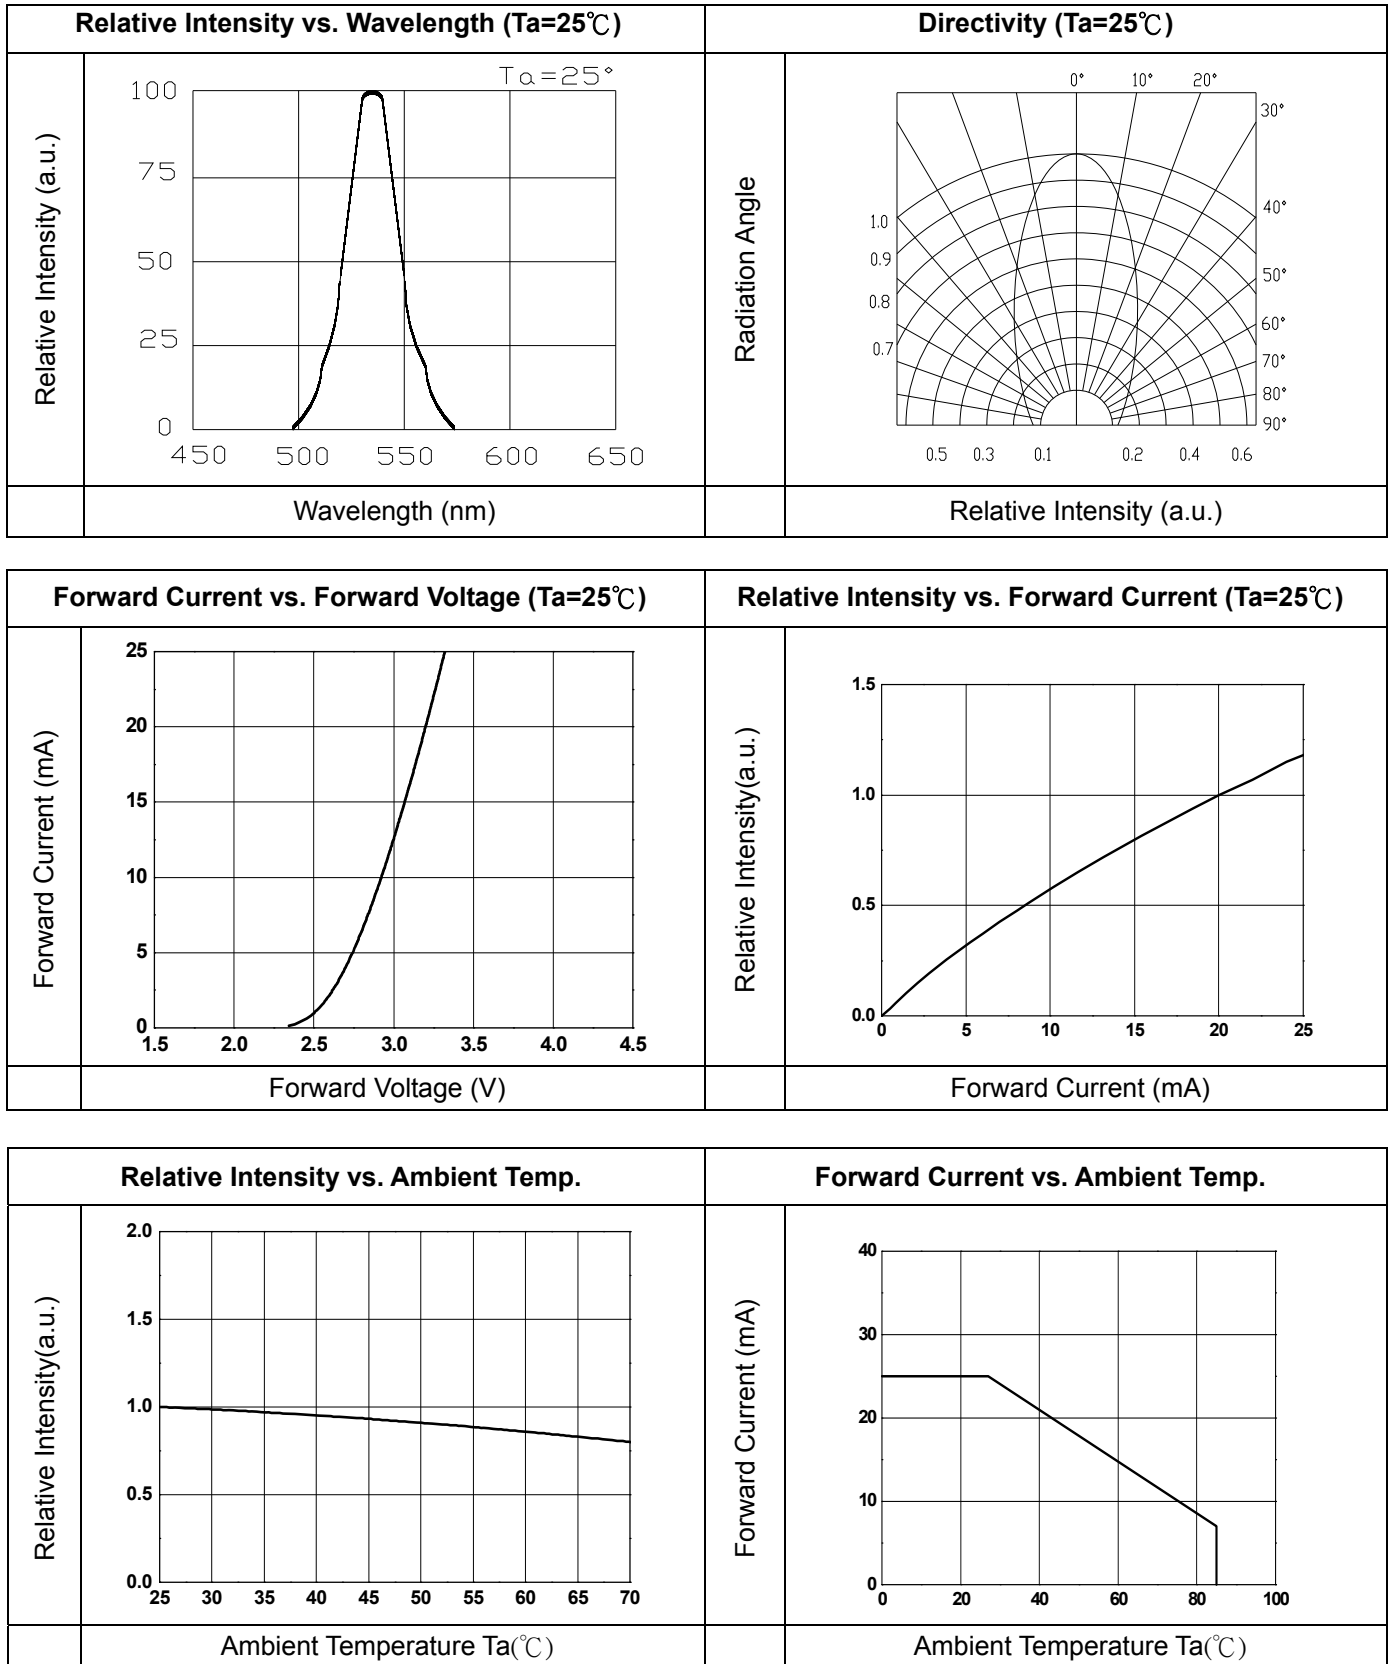 Relative Intensity vs. Wavelength (Ta=25℃)
Directivity (Ta=25℃)
Relative Intensity (a.u.)
Ta=25°
100
75
50
25
0
450 500 550 600 650
Wavelength (nm)
Radiation Angle
0° 10° 20°
30°
40°
50°
60°
70°
80°
90°
1.0
0.9
0.8
0.7
0.5 0.3 0.1 0.2 0.4 0.6
Relative Intensity (a.u.)
Forward Current vs. Forward Voltage (Ta=25℃)
Relative Intensity vs. Forward Current (Ta=25℃)
Forward Current (mA)
25
20
15
10
5
0
1.5 2.0 2.5 3.0 3.5 4.0 4.5
Forward Voltage (V)
Relative Intensity(a.u.)
1.5
1.0
0.5
0.0
0 5 10 15 20 25
Forward Current (mA)
Relative Intensity vs. Ambient Temp.
Forward Current vs. Ambient Temp.
Relative Intensity(a.u.)
2.0
1.5
1.0
0.5
0.0
25 30 35 40 45 50 55 60 65 70
Ambient Temperature Ta(℃)
Forward Current (mA)
40
30
20
10
0
0 20 40 60 80 100
Ambient Temperature Ta(℃)